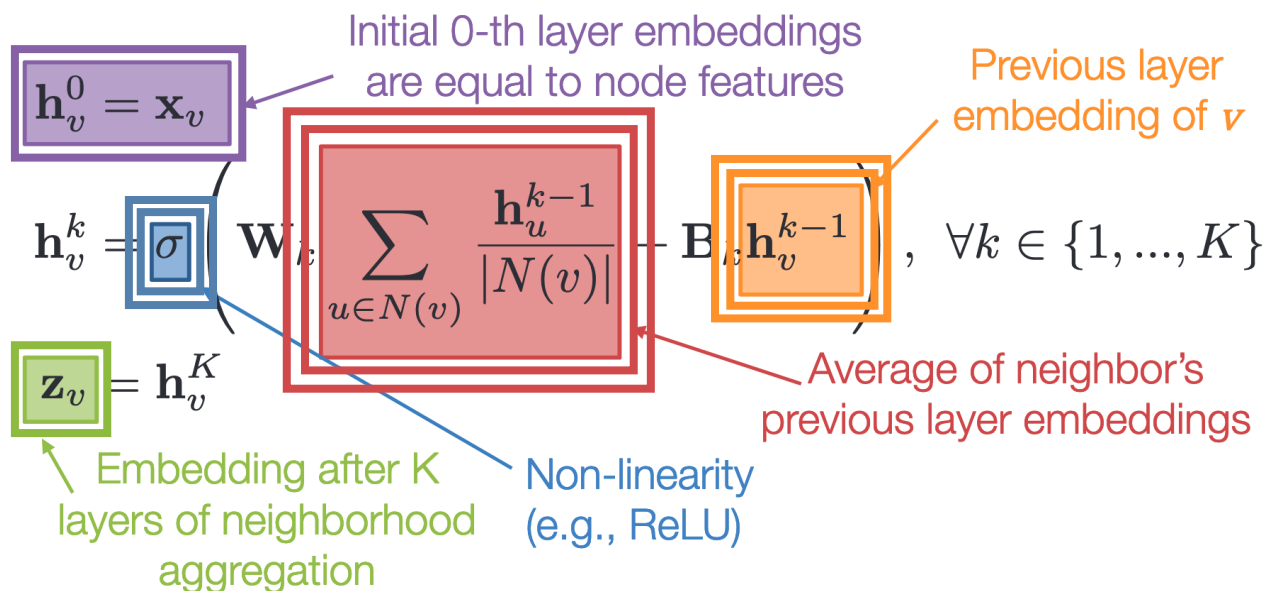 Initial 0-th layer embeddings
are equal to node features
Previous layer
embedding of v
h_v^0 = x_v
h_v^k = σ ( W_k ∑_{u∈N(v)} h_u^{k−1} / |N(v)| + B_k h_v^{k−1} ) , ∀k ∈ {1, ..., K}
z_v = h_v^K
Average of neighbor's
previous layer embeddings
Non-linearity
(e.g., ReLU)
Embedding after K
layers of neighborhood
aggregation